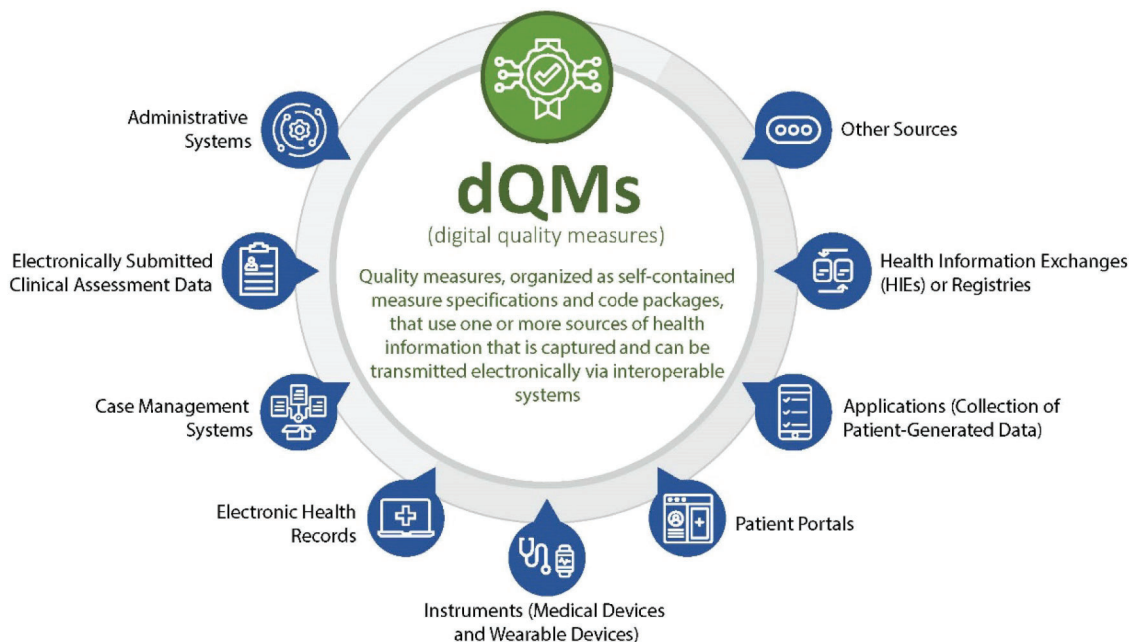 dQMs
(digital quality measures)
Quality measures, organized as self-contained
measure specifications and code packages,
that use one or more sources of health
information that is captured and can be
transmitted electronically via interoperable
systems
Administrative
Systems
Electronically Submitted
Clinical Assessment Data
Case Management
Systems
Electronic Health
Records
Instruments (Medical Devices
and Wearable Devices)
Patient Portals
Applications (Collection of
Patient-Generated Data)
Health Information Exchanges
(HIEs) or Registries
Other Sources